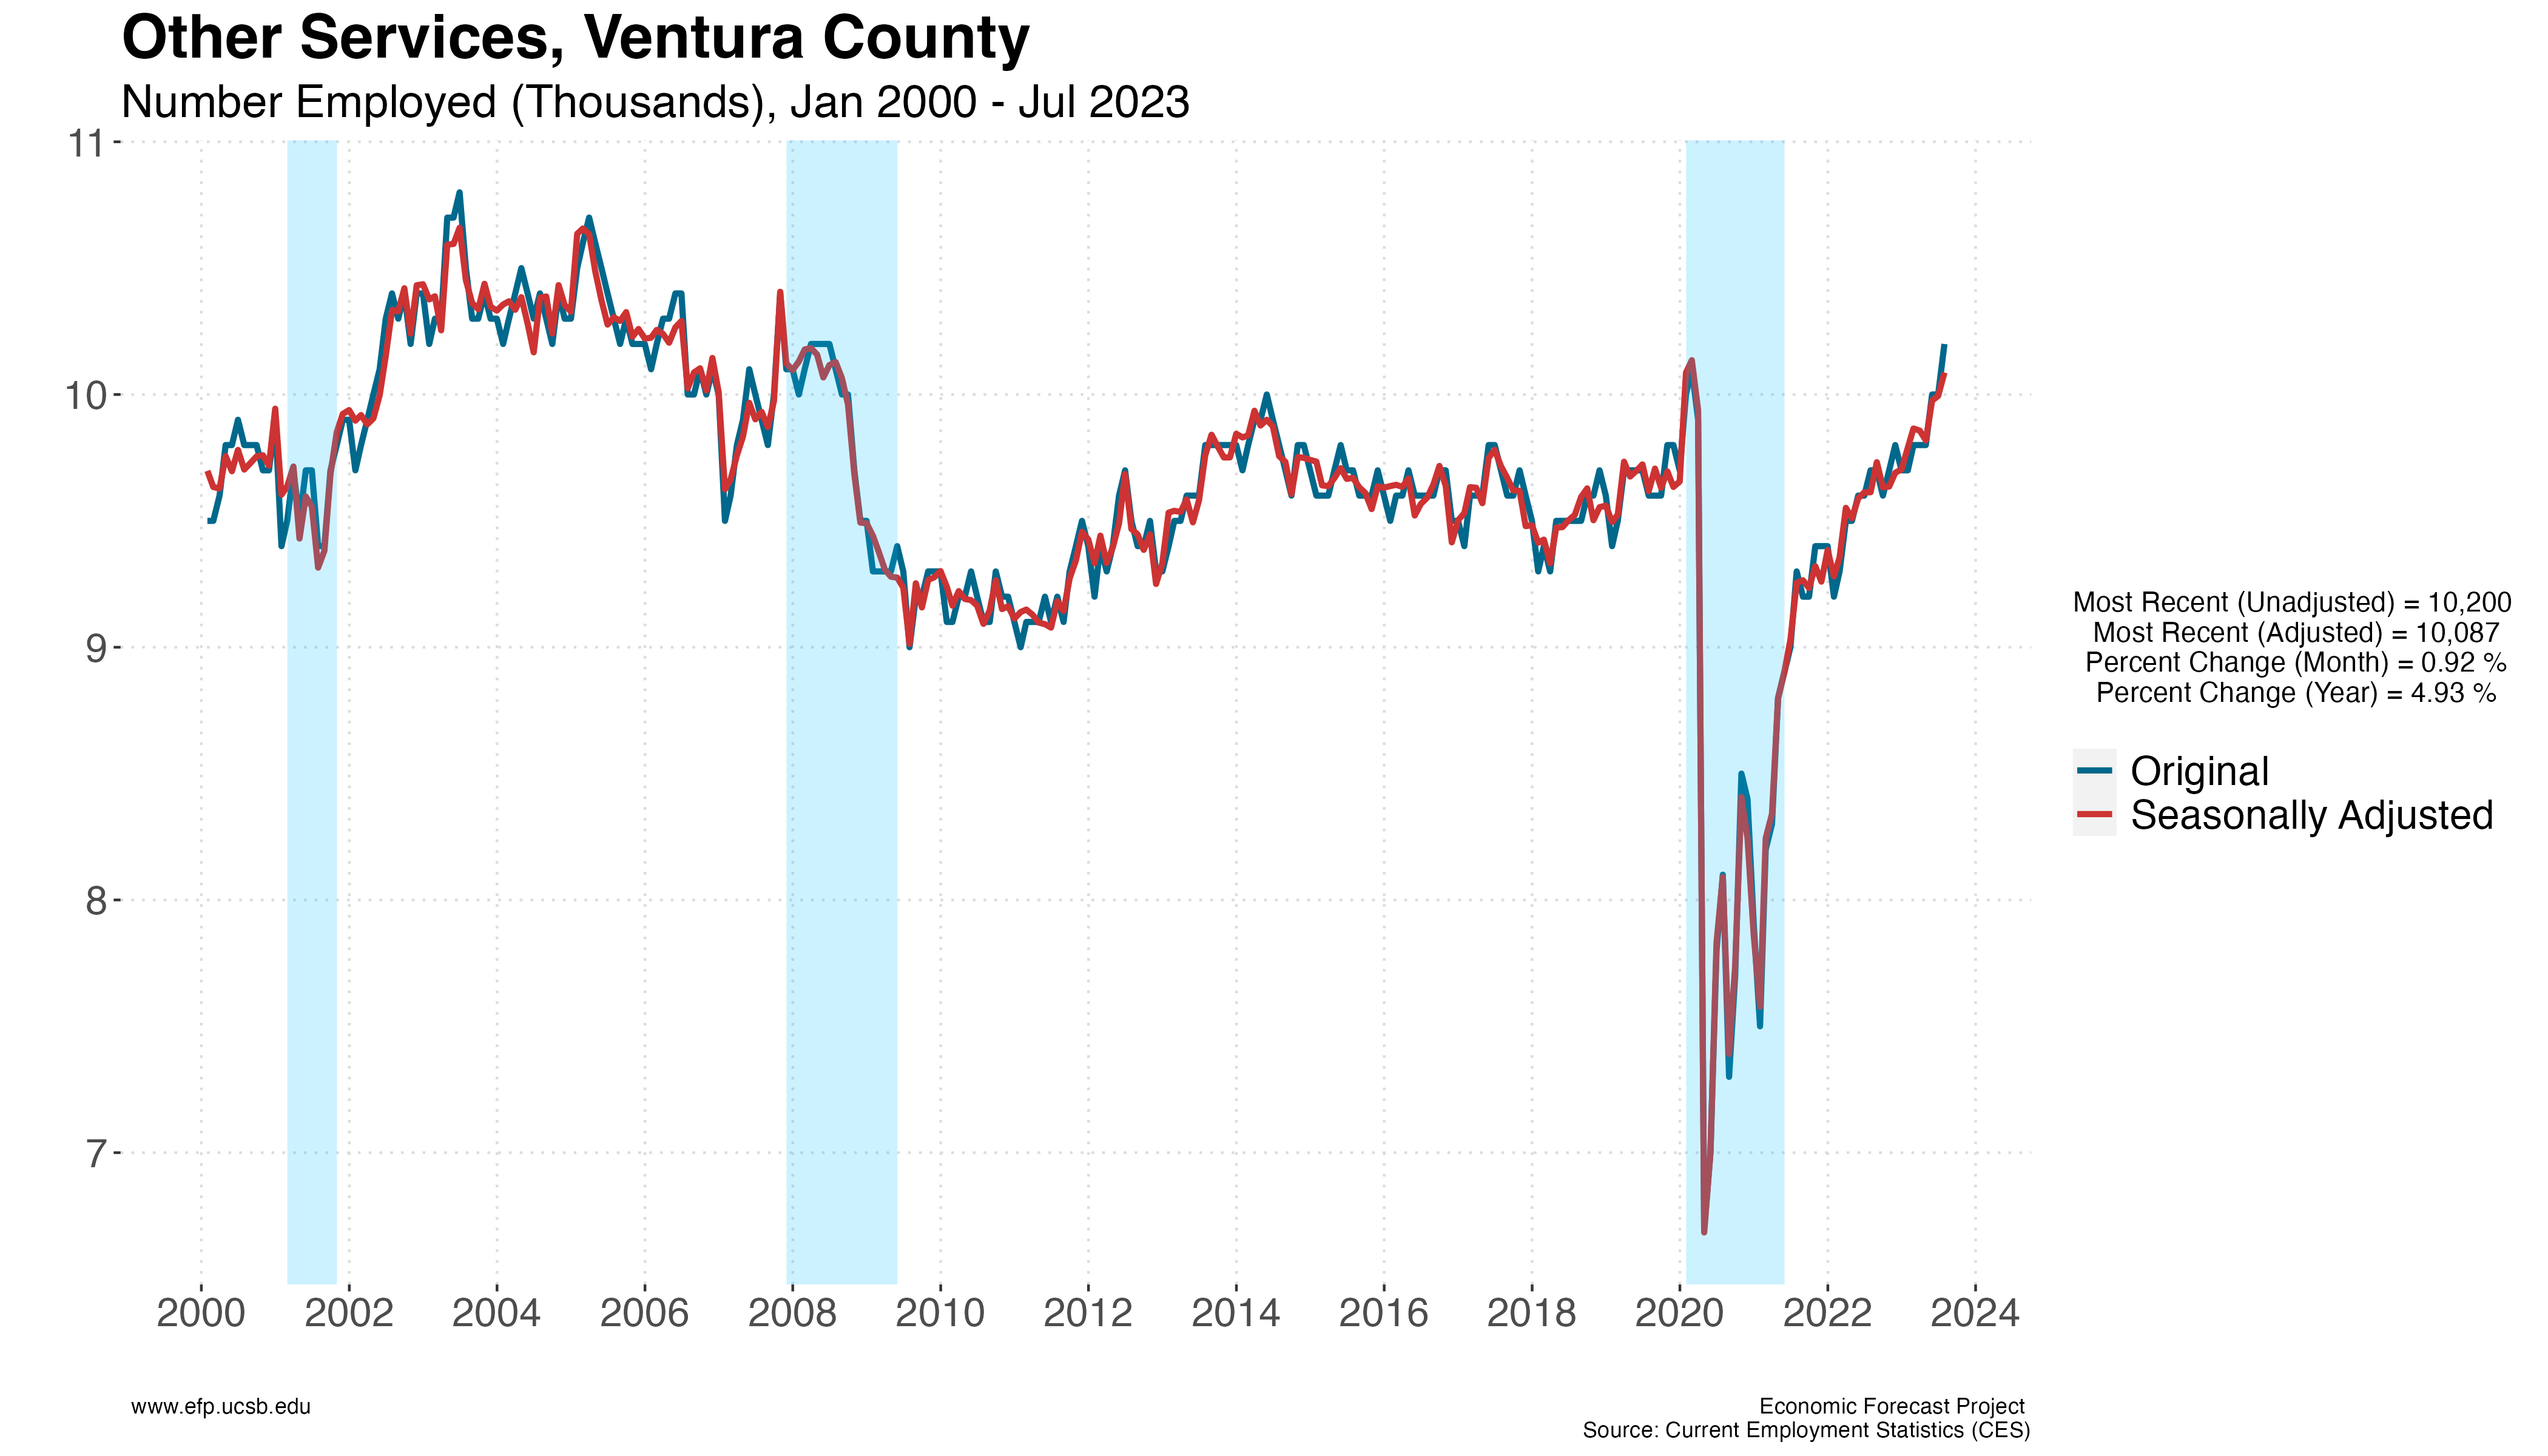 Other Services, Ventura County
Number Employed (Thousands), Jan 2000 - Jul 2023
11
10
9
8
7
2000 2002 2004 2006 2008 2010 2012 2014 2016 2018 2020 2022 2024
Most Recent (Unadjusted) = 10,200
Most Recent (Adjusted) = 10,087
Percent Change (Month) = 0.92 %
Percent Change (Year) = 4.93 %
Original
Seasonally Adjusted
www.efp.ucsb.edu
Economic Forecast Project
Source: Current Employment Statistics (CES)